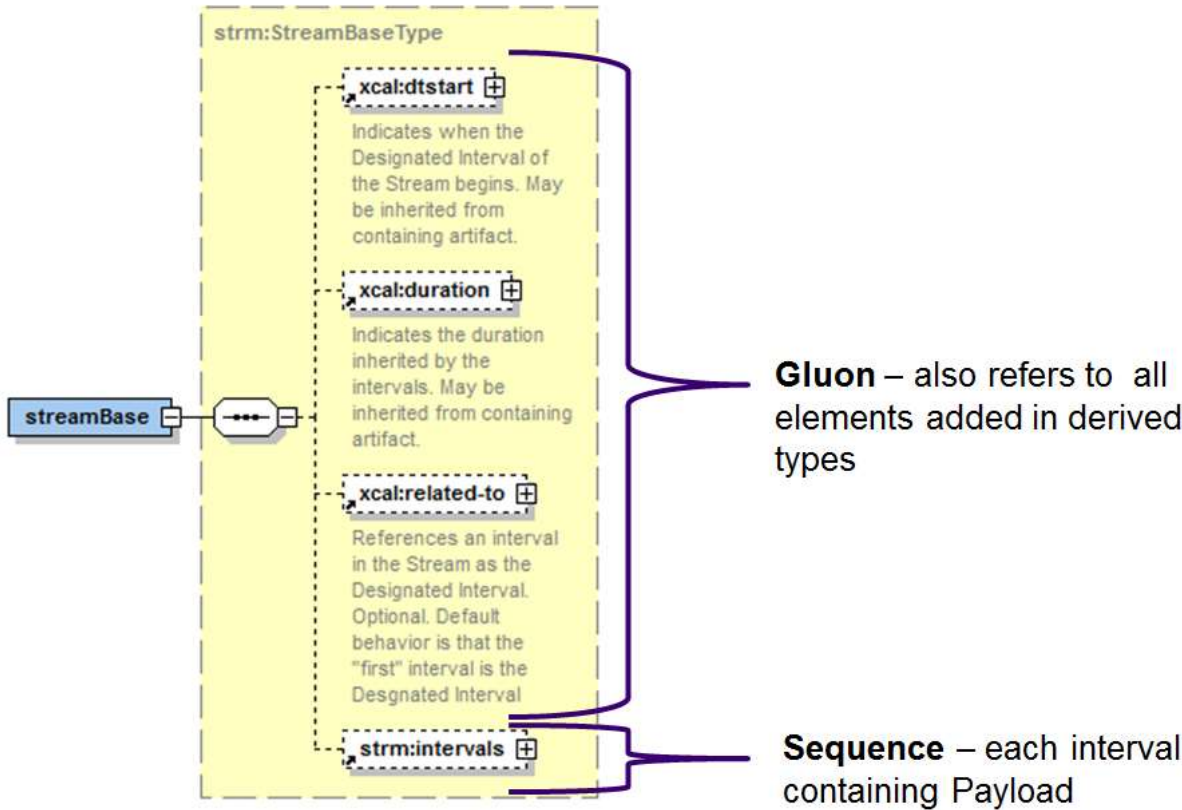 strm:StreamBaseType
xcal:dtstart
Indicates when the
Designated Interval of
the Stream begins. May
be inherited from
containing artifact.
xcal:duration
Indicates the duration
inherited by the
intervals. May be
inherited from containing
artifact.
streamBase
xcal:related-to
References an interval
in the Stream as the
Designated Interval.
Optional. Default
behavior is that the
"first" interval is the
Desgnated Interval
strm:intervals
Gluon – also refers to all
elements added in derived
types
Sequence – each interval
containing Payload